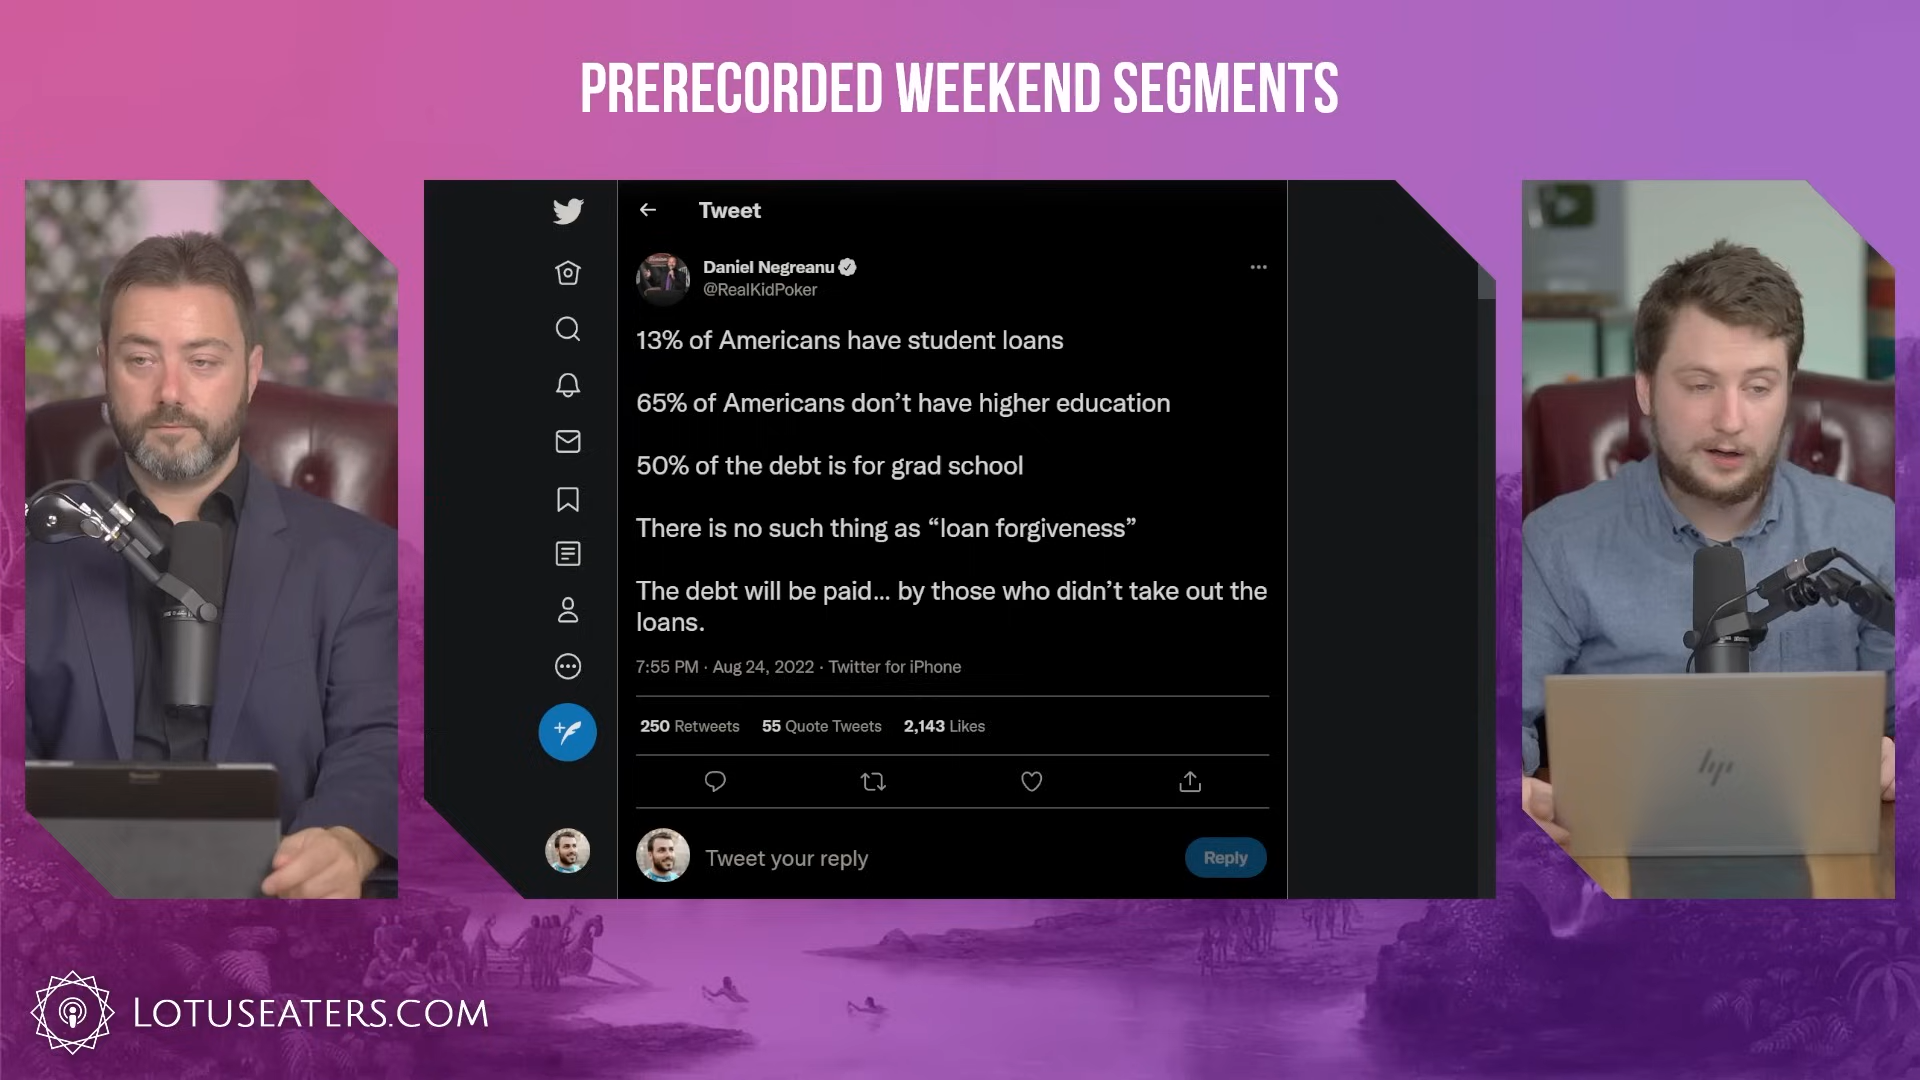 PRERECORDED WEEKEND SEGMENTS
Tweet
Daniel Negreanu
@RealKidPoker
13% of Americans have student loans
65% of Americans don’t have higher education
50% of the debt is for grad school
There is no such thing as “loan forgiveness”
The debt will be paid... by those who didn’t take out the
loans.
7:55 PM · Aug 24, 2022 · Twitter for iPhone
250 Retweets 55 Quote Tweets 2,143 Likes
Tweet your reply
Reply
hp
LOTUSEATERS.COM